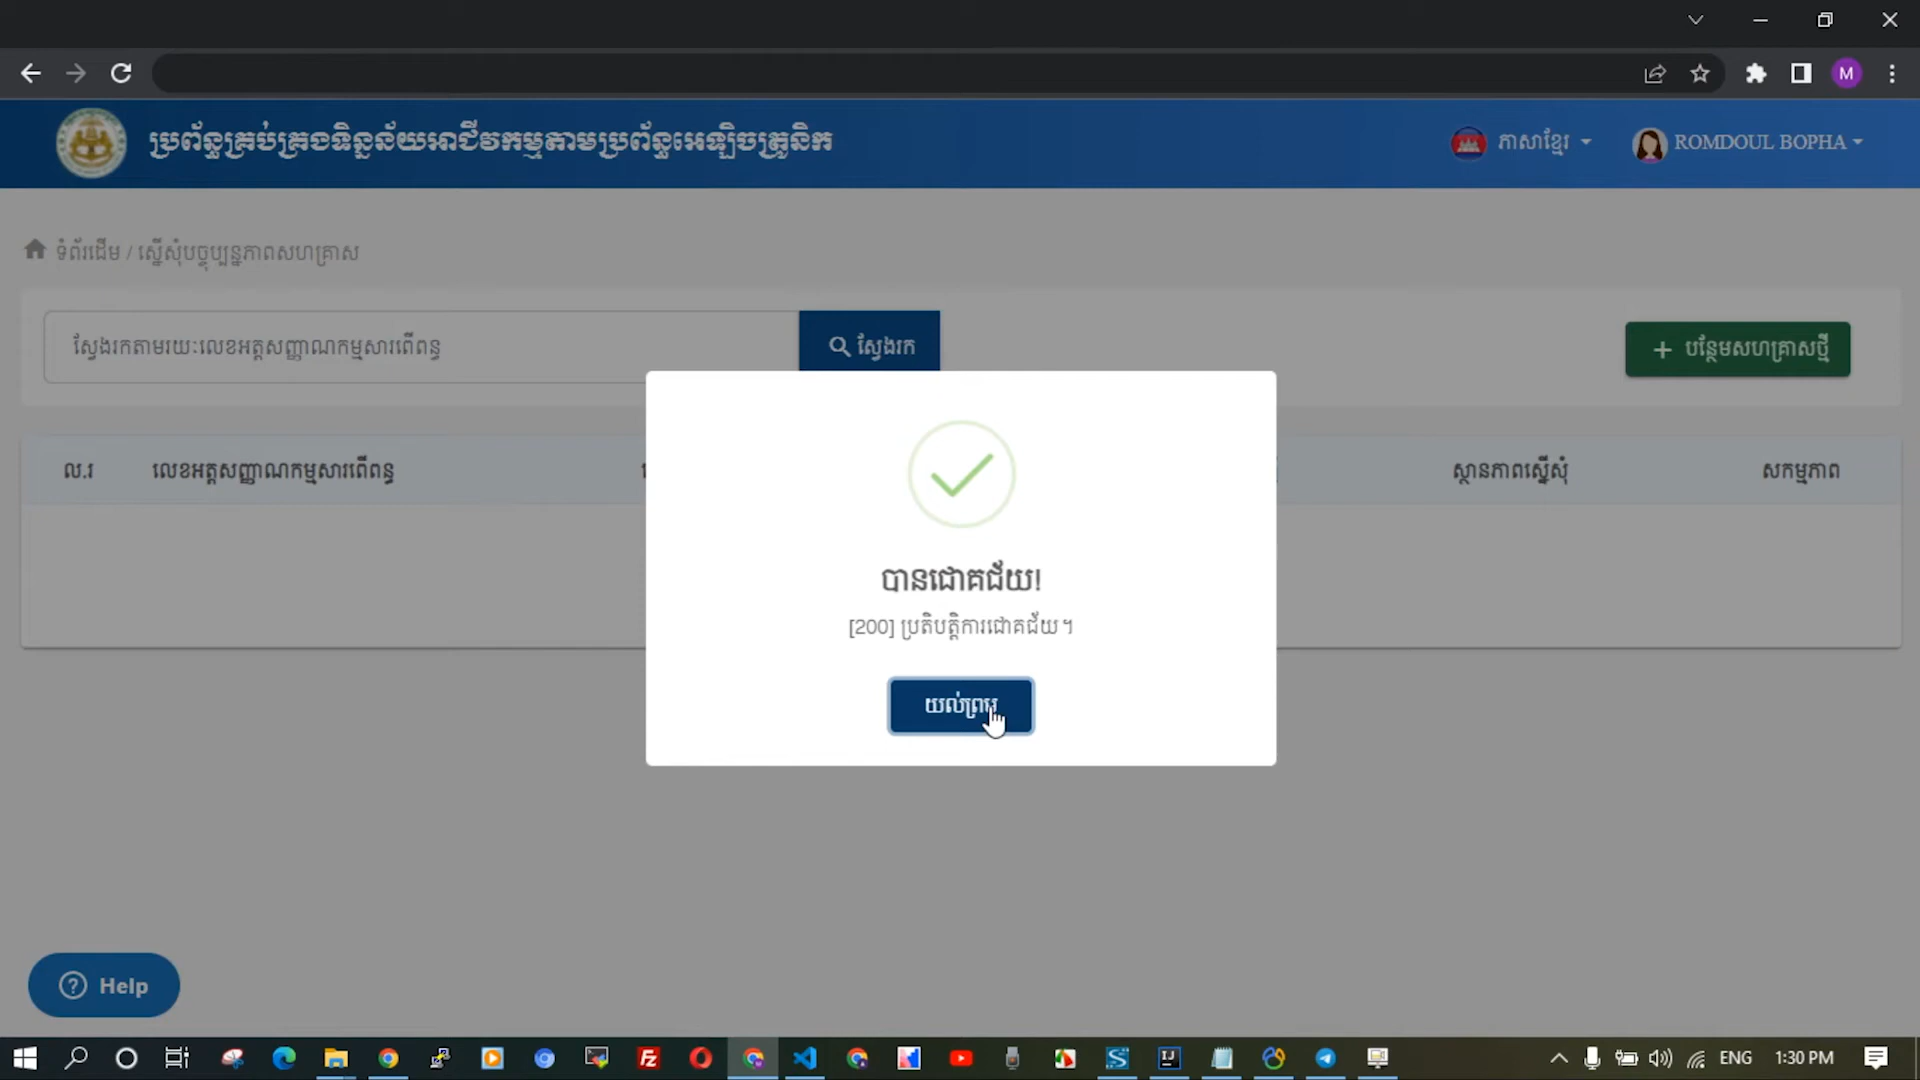 M
ប្រព័ន្ធគ្រប់គ្រងទិន្នន័យអាជីវកម្មតាមប្រព័ន្ធអេឡិចត្រូនិក
ភាសាខ្មែរ
ROMDOUL BOPHA
ទំព័រដើម / ស្នើសុំបច្ចុប្បន្នភាពសហគ្រាស
ស្វែងរកតាមរយៈលេខអត្តសញ្ញាណកម្មសារពើពន្ធ
ស្វែងរក
+ បន្ថែមសហគ្រាសថ្មី
ល.រ
លេខអត្តសញ្ញាណកម្មសារពើពន្ធ
ស្ថានភាពស្នើសុំ
សកម្មភាព
បានជោគជ័យ!
[200] ប្រតិបត្តិការជោគជ័យ។
យល់ព្រម
Help
ENG
1:30 PM